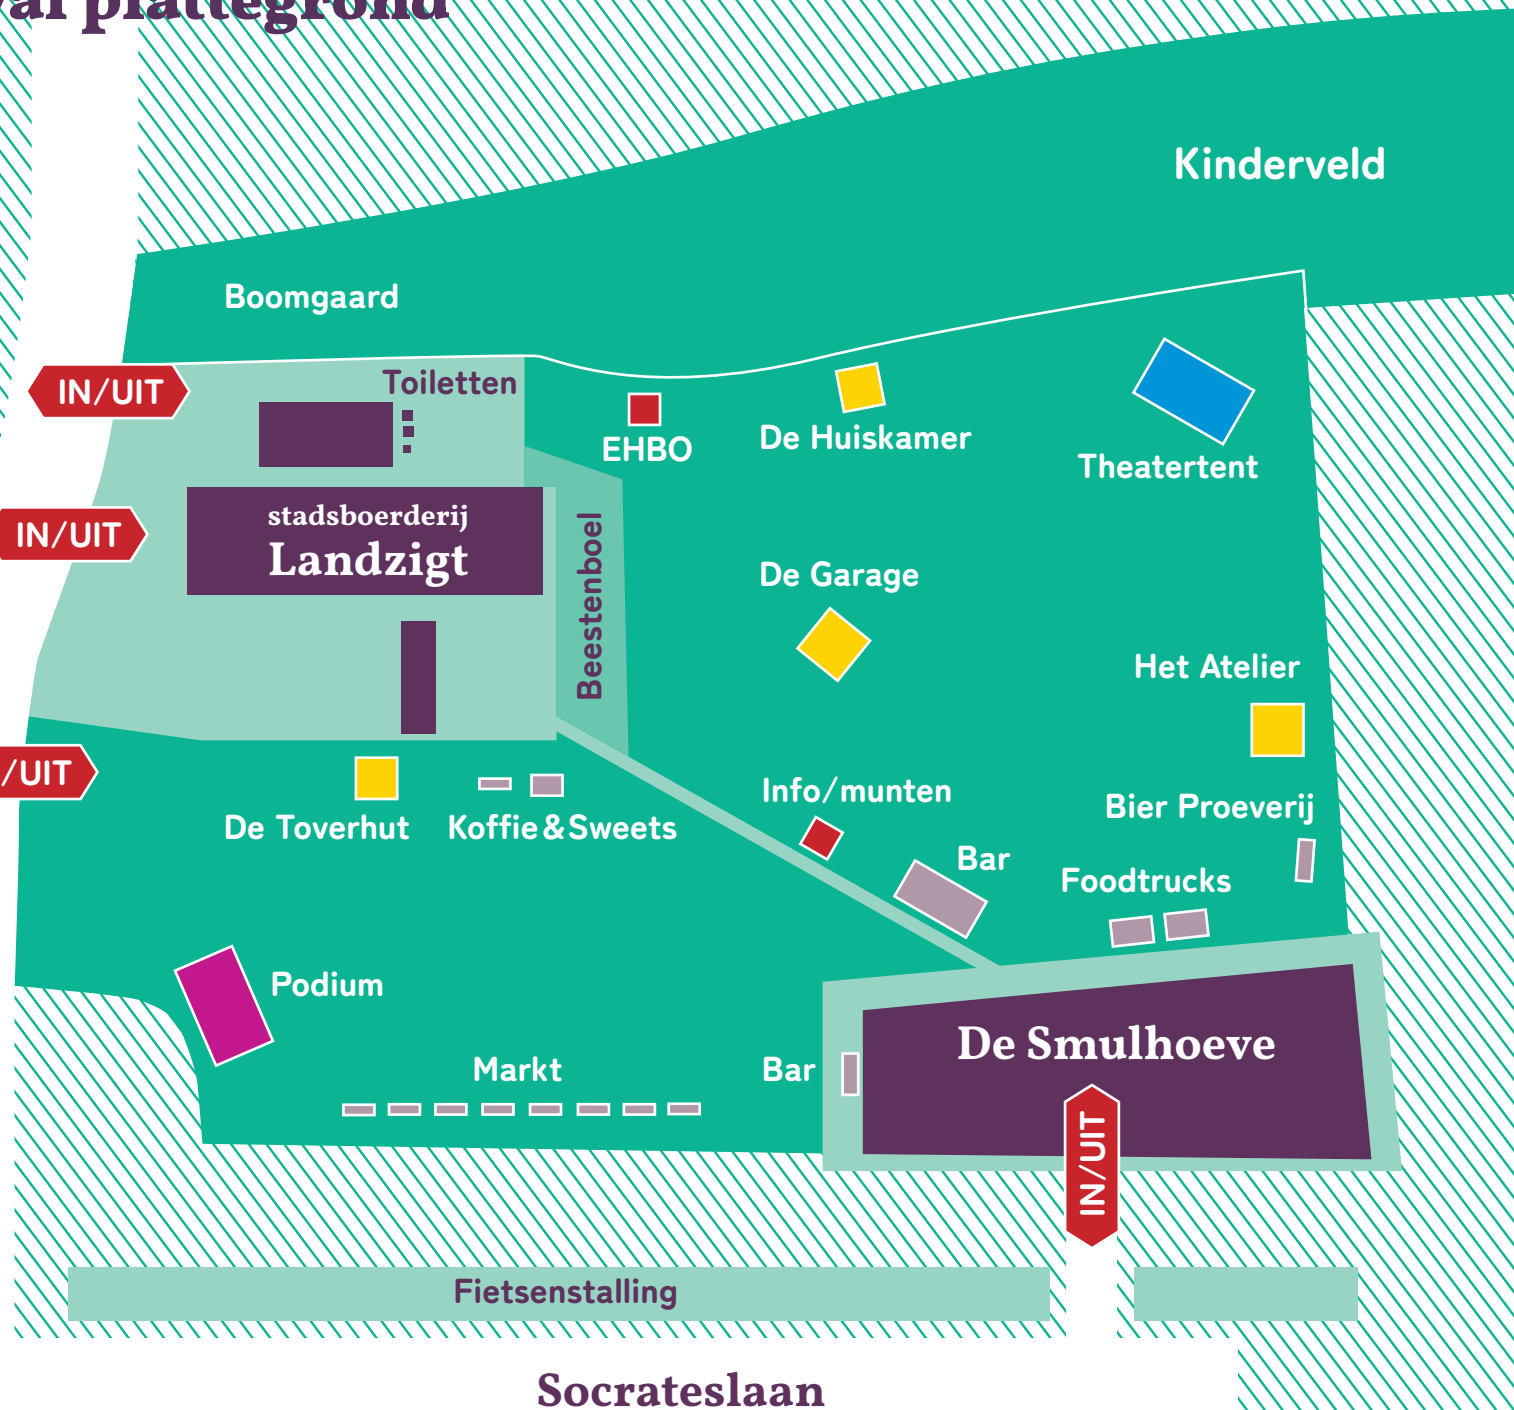 plattegrond
Kinderveld
Boomgaard
IN/UIT
Toiletten
EHBO
De Huiskamer
Theatertent
IN/UIT
stadsboerderij
Landzigt
Beestenboel
De Garage
Het Atelier
/UIT
De Toverhut
Koffie & Sweets
Info/munten
Bier Proeverij
Bar
Foodtrucks
Podium
De Smulhoeve
Markt
Bar
IN/UIT
Fietsenstalling
Socrateslaan